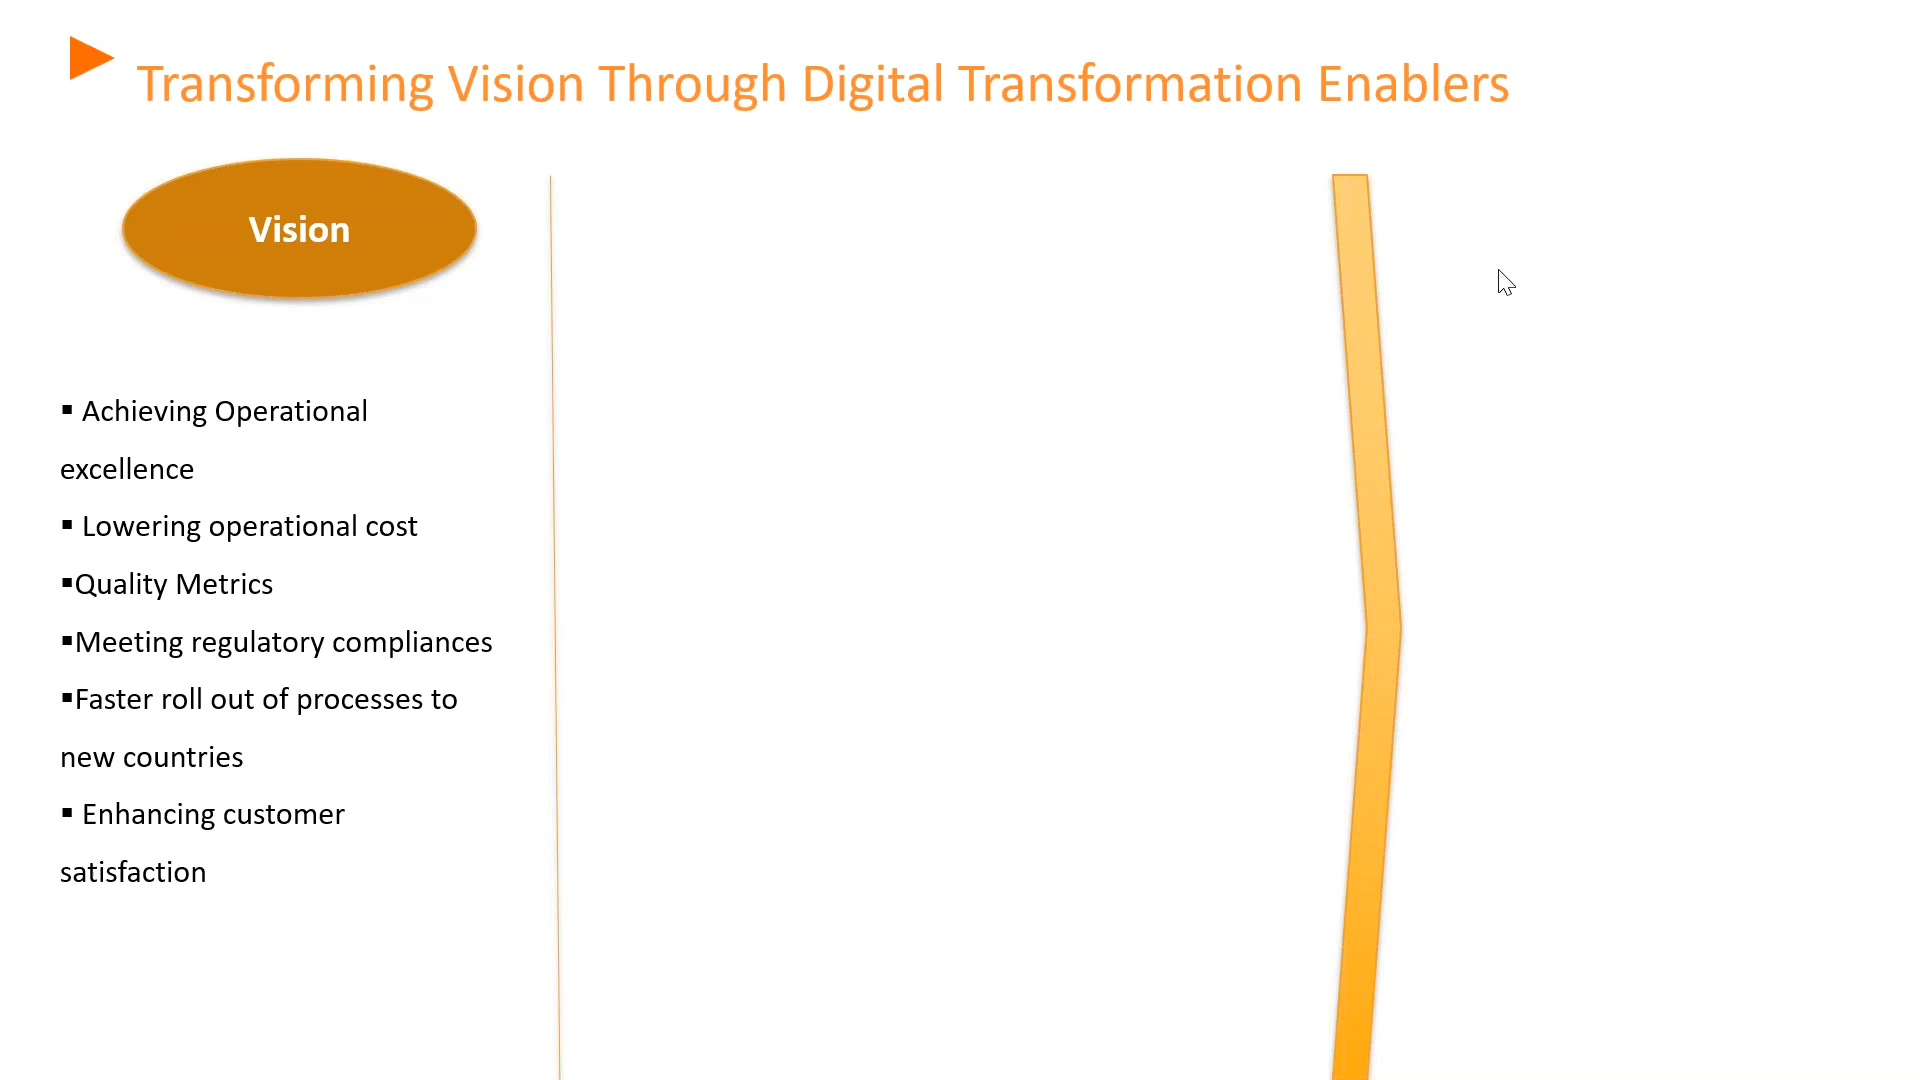 Transforming Vision Through Digital Transformation Enablers
Vision
▪ Achieving Operational
excellence
▪ Lowering operational cost
▪Quality Metrics
▪Meeting regulatory compliances
▪Faster roll out of processes to
new countries
▪ Enhancing customer
satisfaction